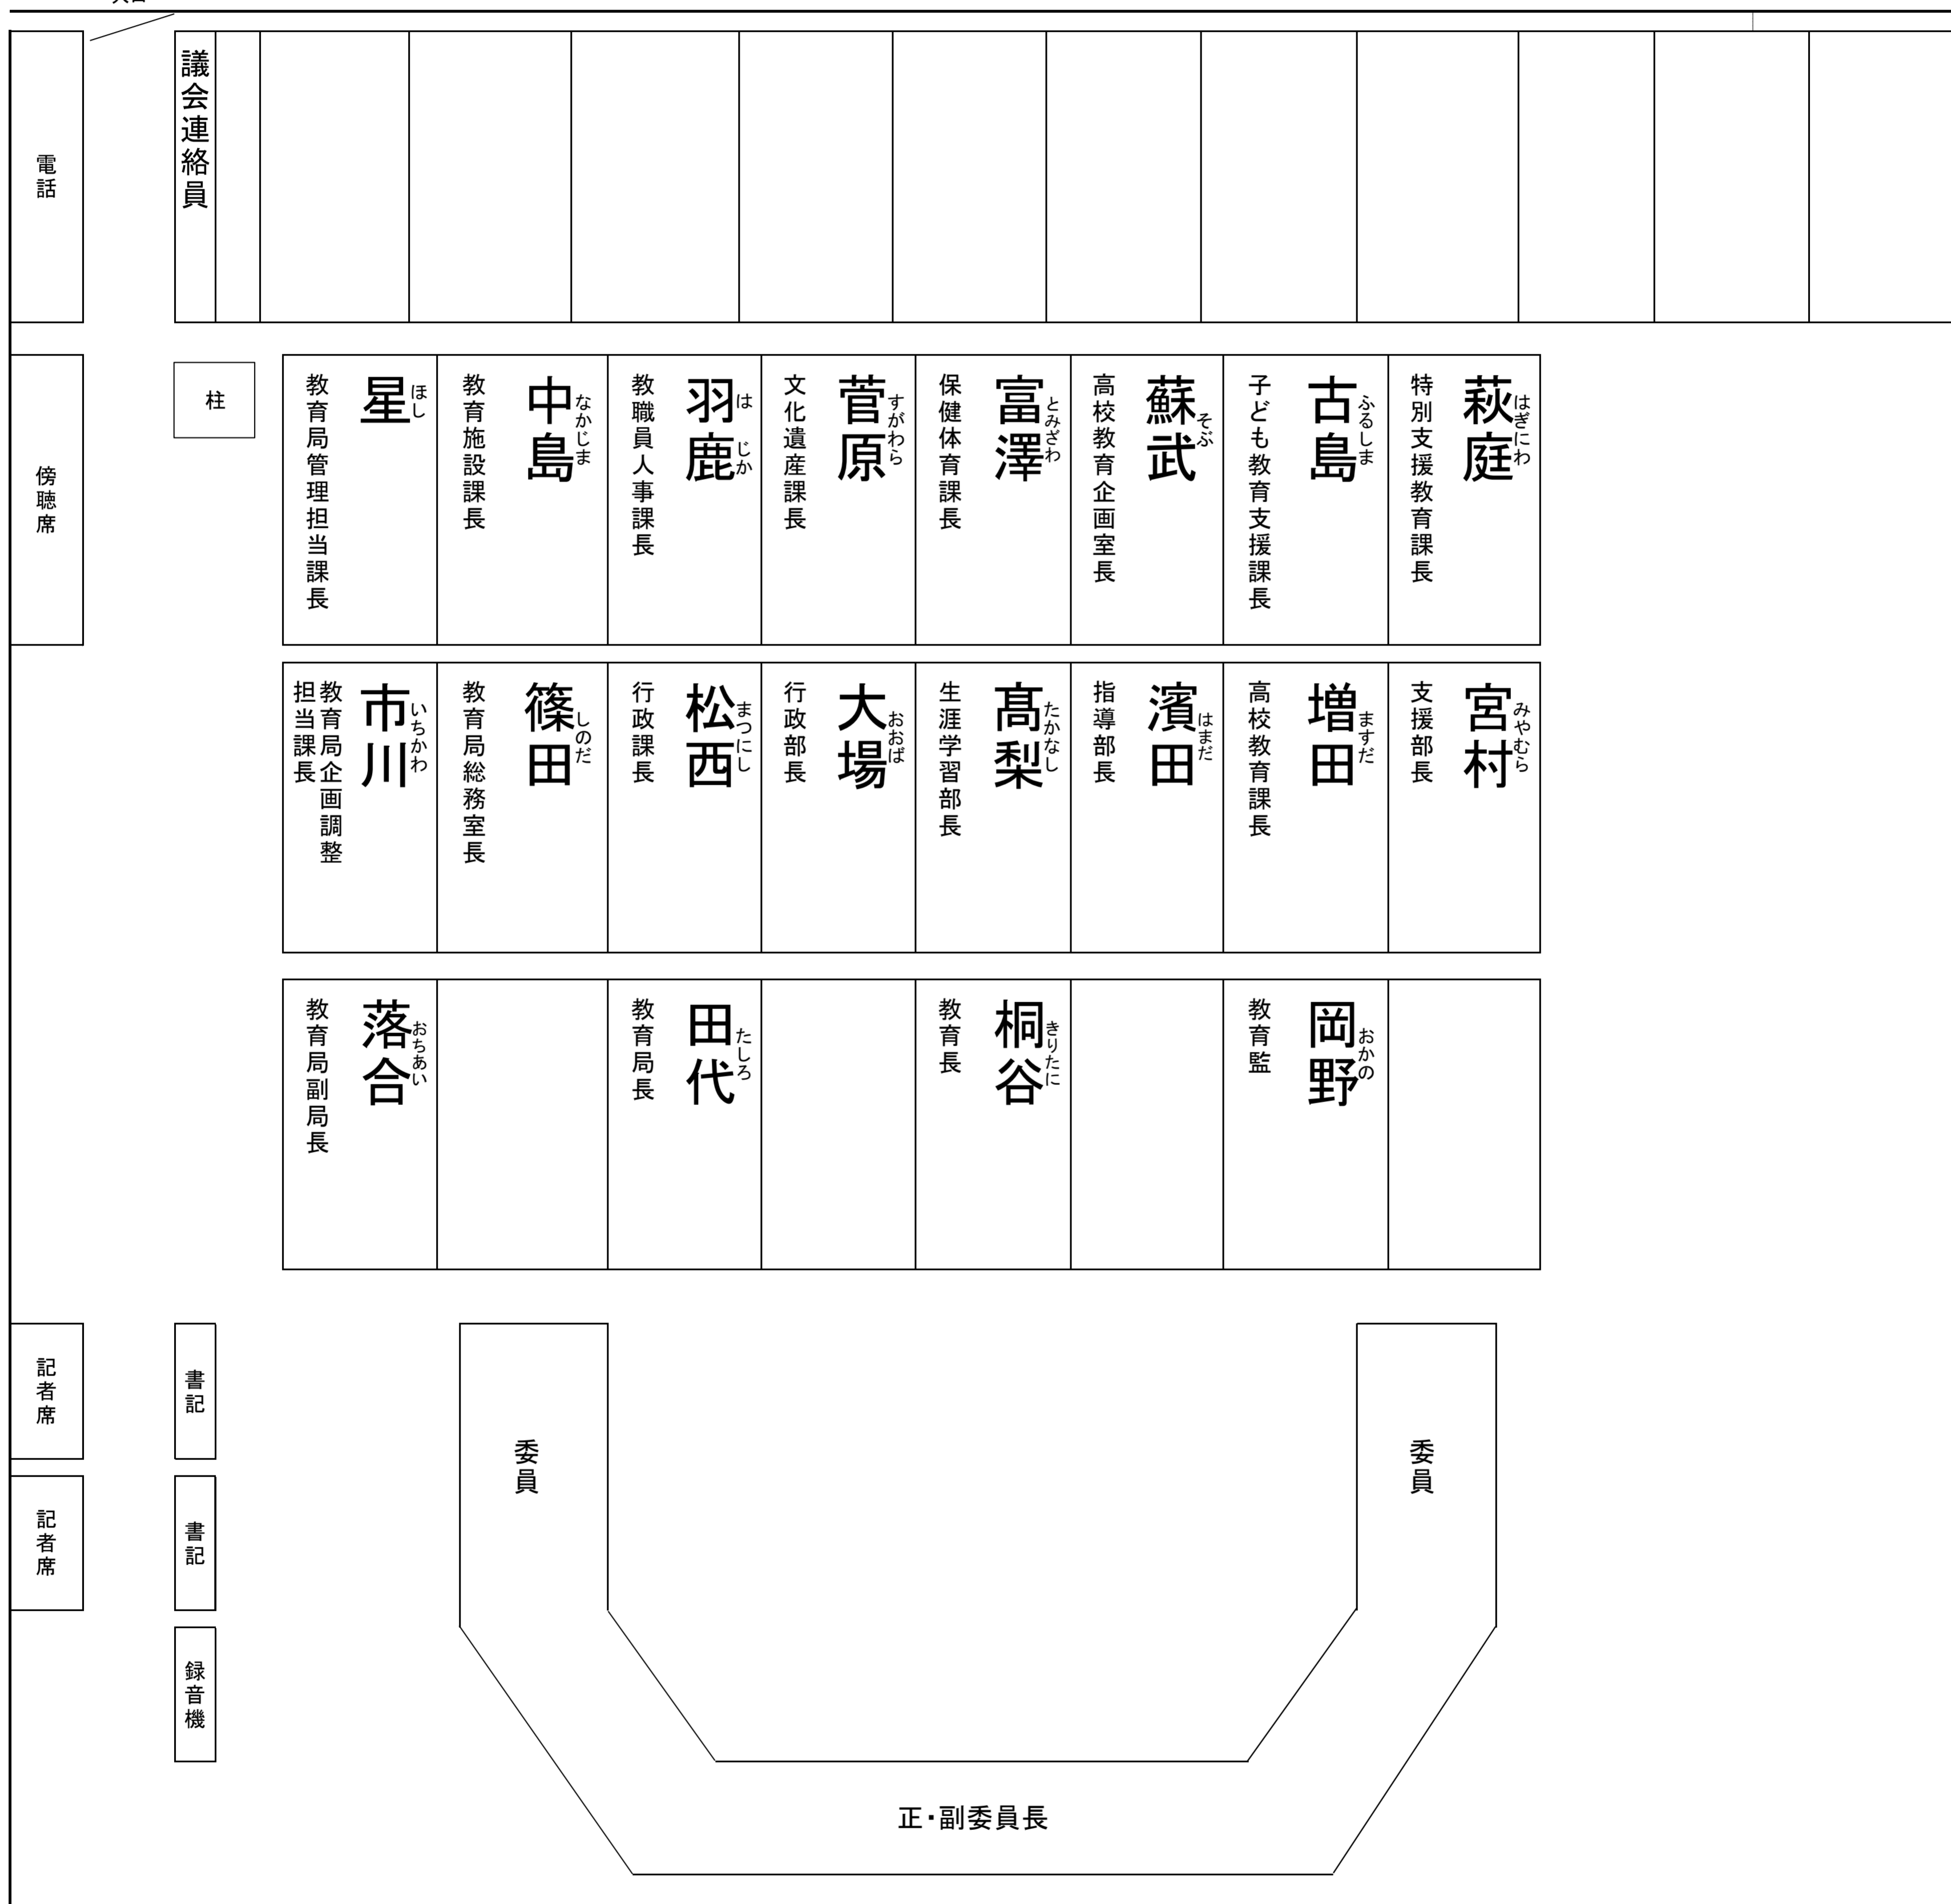 電話
議会連絡員
傍聴席
柱
教育局管理担当課長
星
ほし
教育施設課長
中島
なかじま
教職員人事課長
羽鹿
は じか
文化遺産課長
菅原
すがわら
保健体育課長
富澤
とみざわ
高校教育企画室長
蘇武
そぶ
子ども教育支援課長
古島
ふるしま
特別支援教育課長
萩庭
はぎにわ
教育局企画調整
担当課長
市川
いちかわ
教育局総務室長
篠田
しのだ
行政課長
松西
まつにし
行政部長
大場
おおば
生涯学習部長
髙梨
たかなし
指導部長
濱田
はまだ
高校教育課長
増田
ますだ
支援部長
宮村
みやむら
教育局副局長
落合
おちあい
教育局長
田代
たしろ
教育長
桐谷
きりたに
教育監
岡野
おかの
記者席
書記
委員
委員
記者席
書記
録音機
正・副委員長